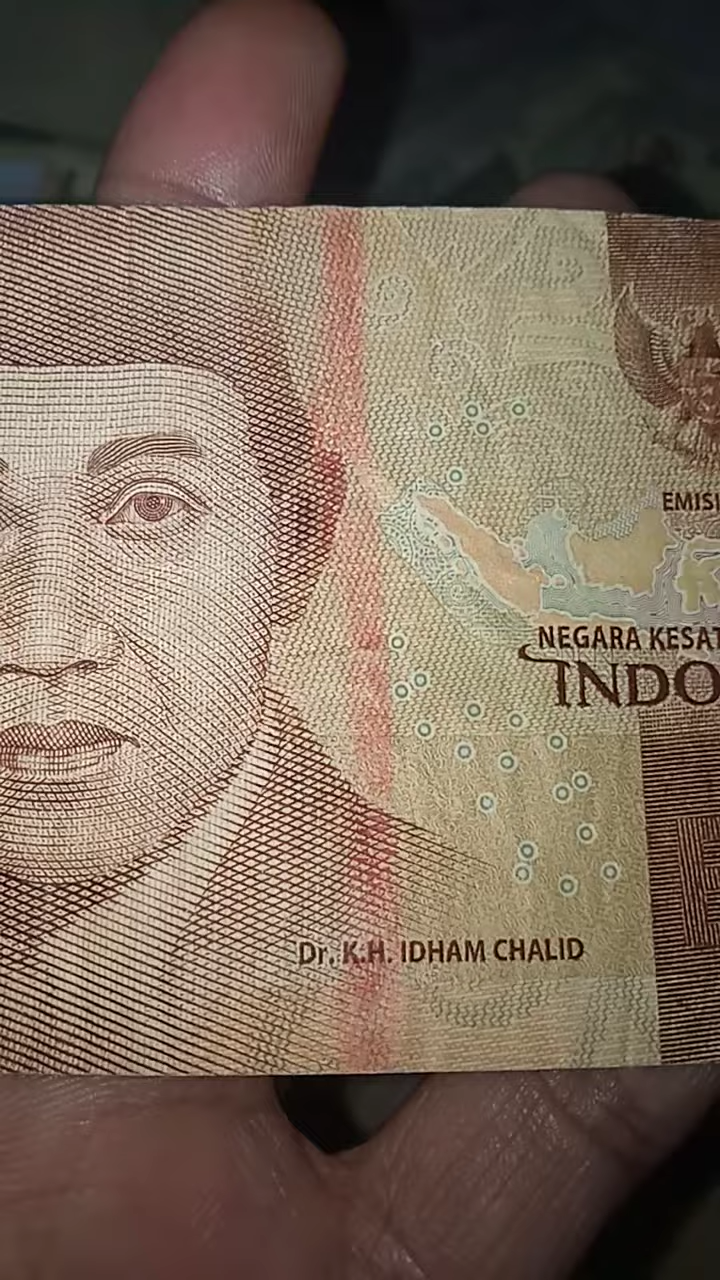 EMISI
NEGARA KESAT
INDO
Dr. K.H. IDHAM CHALID